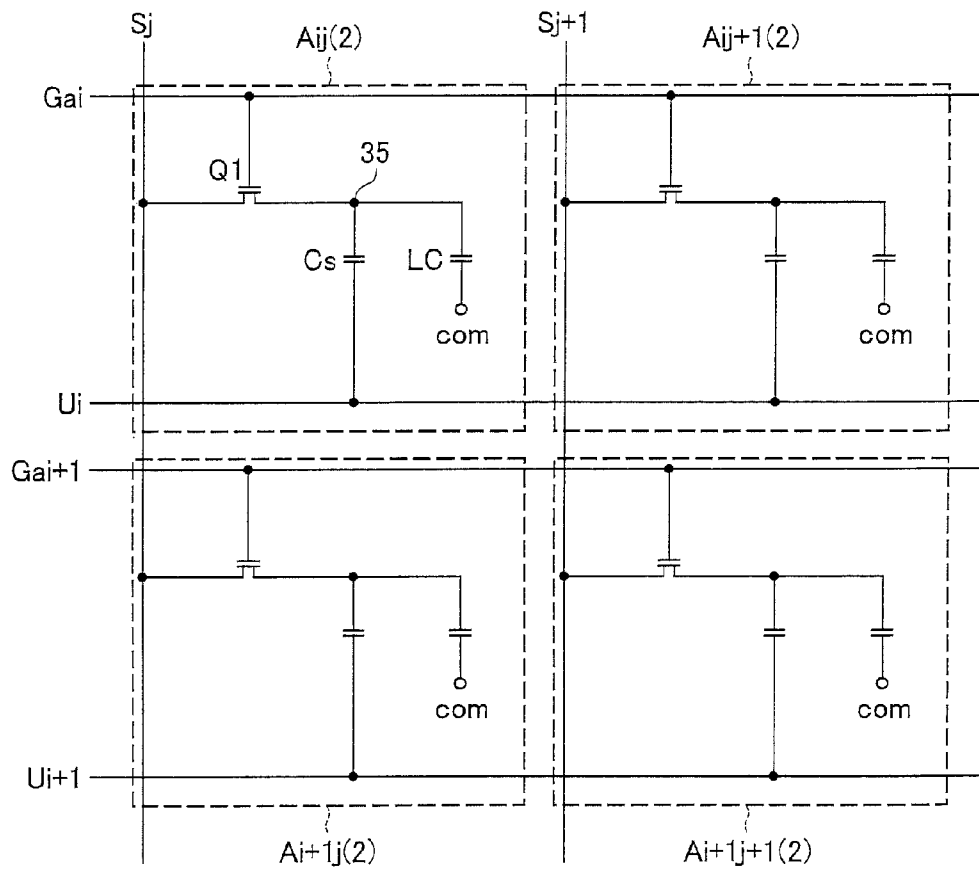 Sj
Sj+1
Aij(2)
Aij+1(2)
Gai
Q1
35
Cs
LC
com
com
Ui
Gai+1
com
com
Ui+1
Ai+1j(2)
Ai+1j+1(2)